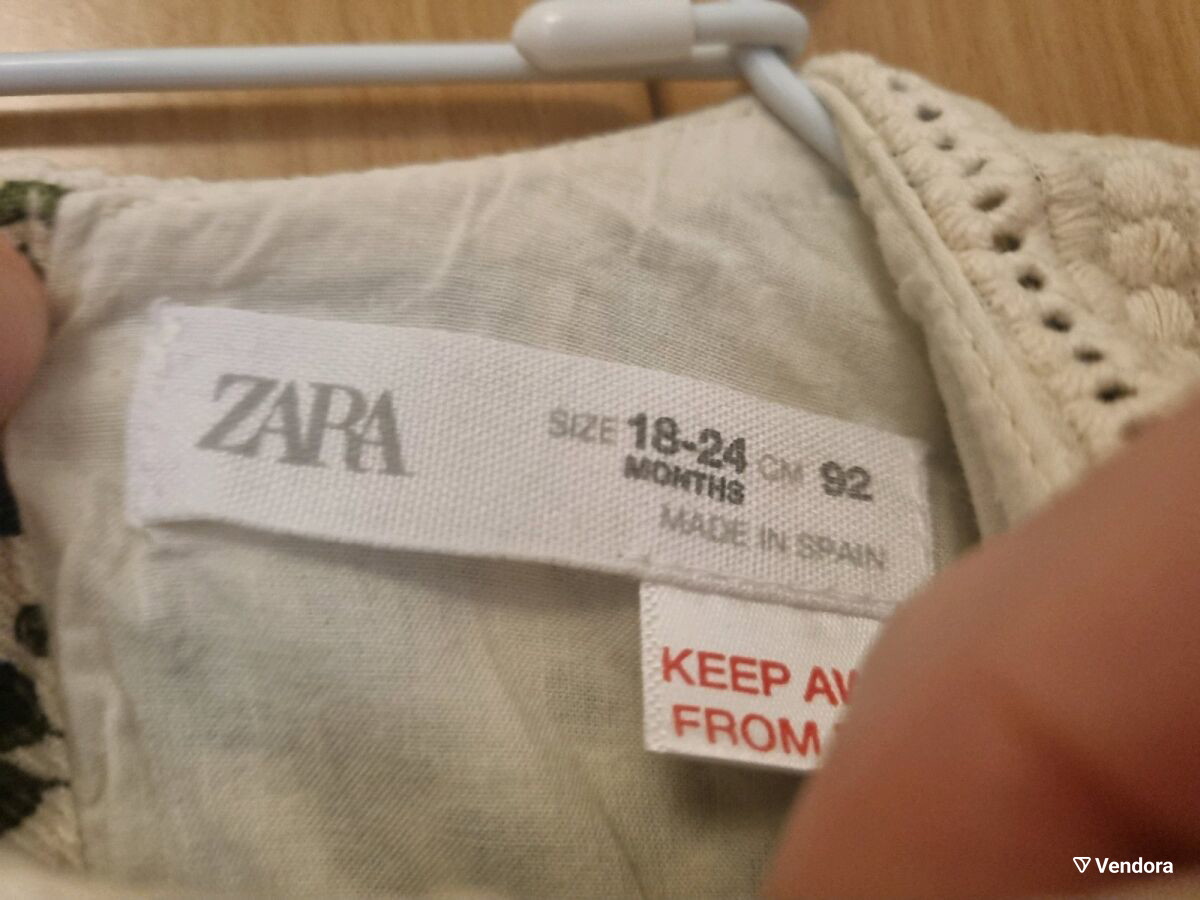 ZARA
SIZE 18-24 CM 92
MONTHS
MADE IN SPAIN
KEEP
FROM
Vendora